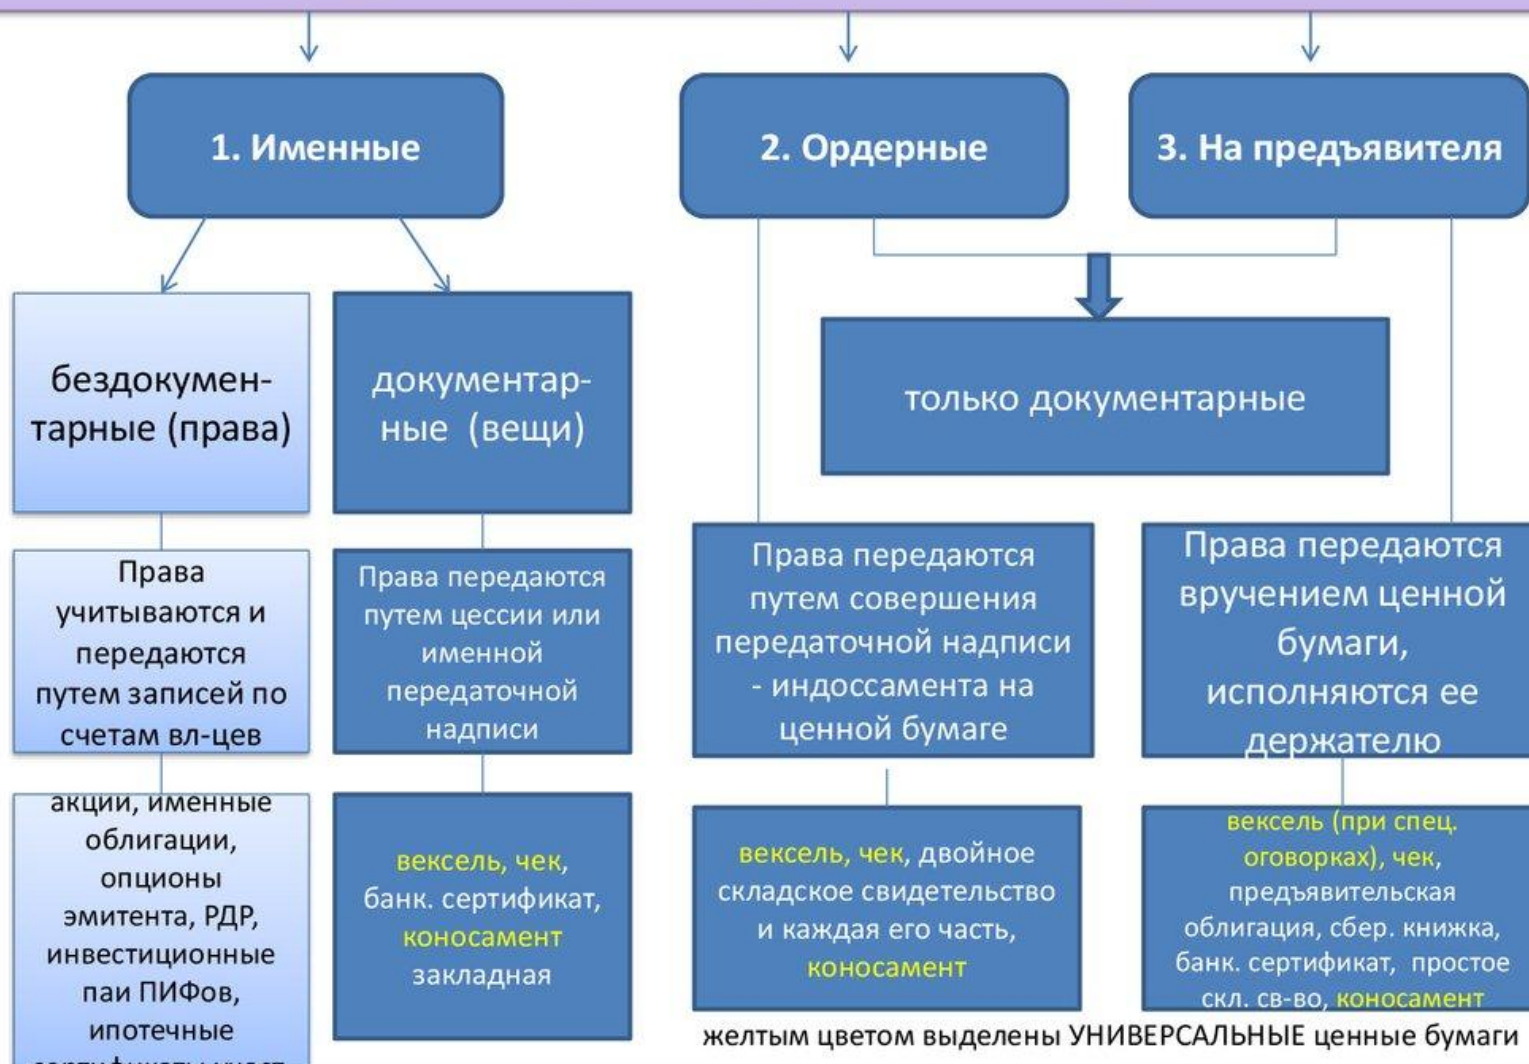 1. Именные
2. Ордерные
3. На предъявителя
бездокумен-
тарные (права)
документар-
ные (вещи)
только документарные
Права
учитываются и
передаются
путем записей по
счетам вл-цев
Права передаются
путем цессии или
именной
передаточной
надписи
Права передаются
путем совершения
передаточной надписи
- индоссамента на
ценной бумаге
Права передаются
вручением ценной
бумаги,
исполняются ее
держателю
акции, именные
облигации,
опционы
эмитента, РДР,
инвестиционные
паи ПИФов,
ипотечные
вексель, чек,
банк. сертификат,
коносамент
закладная
вексель, чек, двойное
складское свидетельство
и каждая его часть,
коносамент
вексель (при спец.
оговорках), чек,
предъявительская
облигация, сбер. книжка,
банк. сертификат, простое
скл. св-во, коносамент
желтым цветом выделены УНИВЕРСАЛЬНЫЕ ценные бумаги